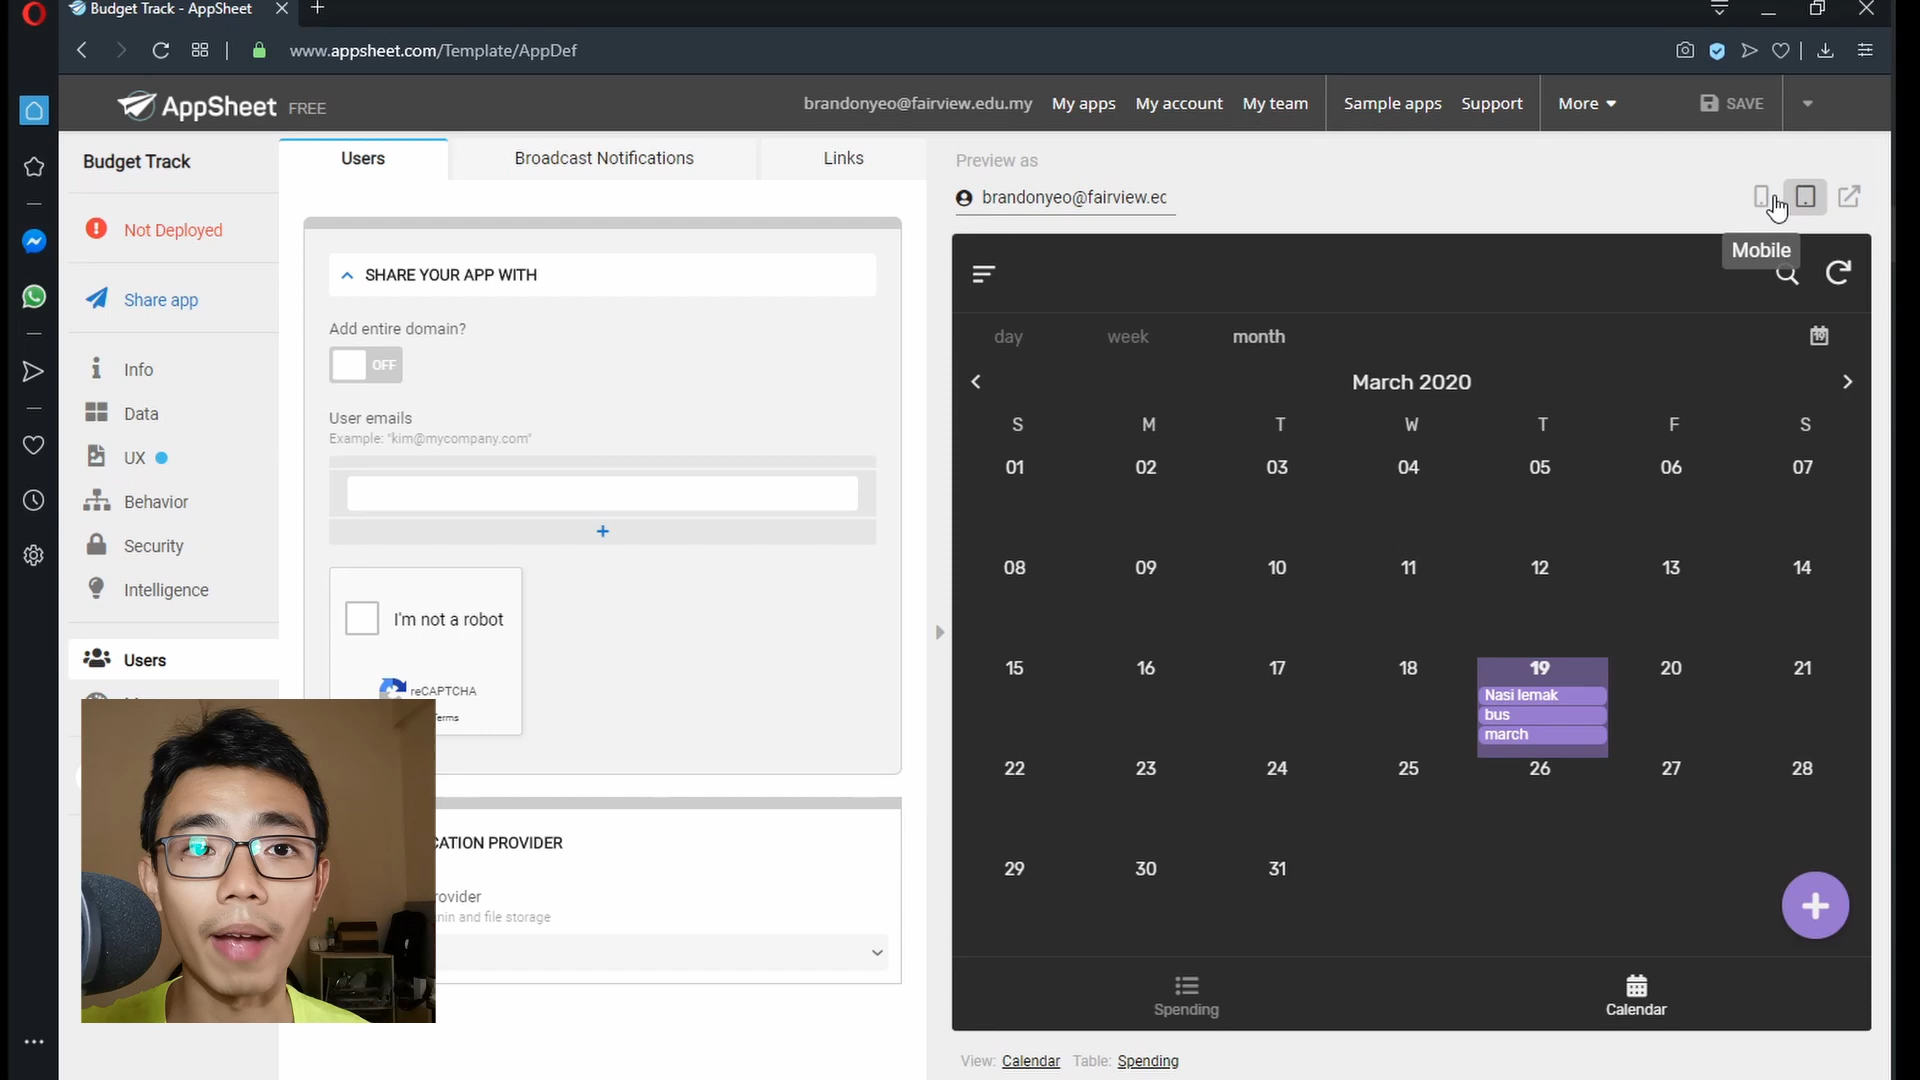 Budget Track - AppSheet
www.appsheet.com/Template/AppDef
AppSheet FREE
brandonyeo@fairview.edu.my My apps My account My team Sample apps Support More SAVE
Budget Track
Not Deployed
Share app
Info
Data
UX
Behavior
Security
Intelligence
Users
Users Broadcast Notifications Links
SHARE YOUR APP WITH
Add entire domain?
OFF
User emails
Example: "kim@mycompany.com"
+
I'm not a robot
reCAPTCHA
Terms
CATION PROVIDER
rovider
nin and file storage
Preview as
brandonyeo@fairview.ec
Mobile
day week month
March 2020
S M T W T F S
01 02 03 04 05 06 07
08 09 10 11 12 13 14
15 16 17 18 19 20 21
Nasi lemak
bus
march
22 23 24 25 26 27 28
29 30 31
Spending Calendar
View: Calendar Table: Spending